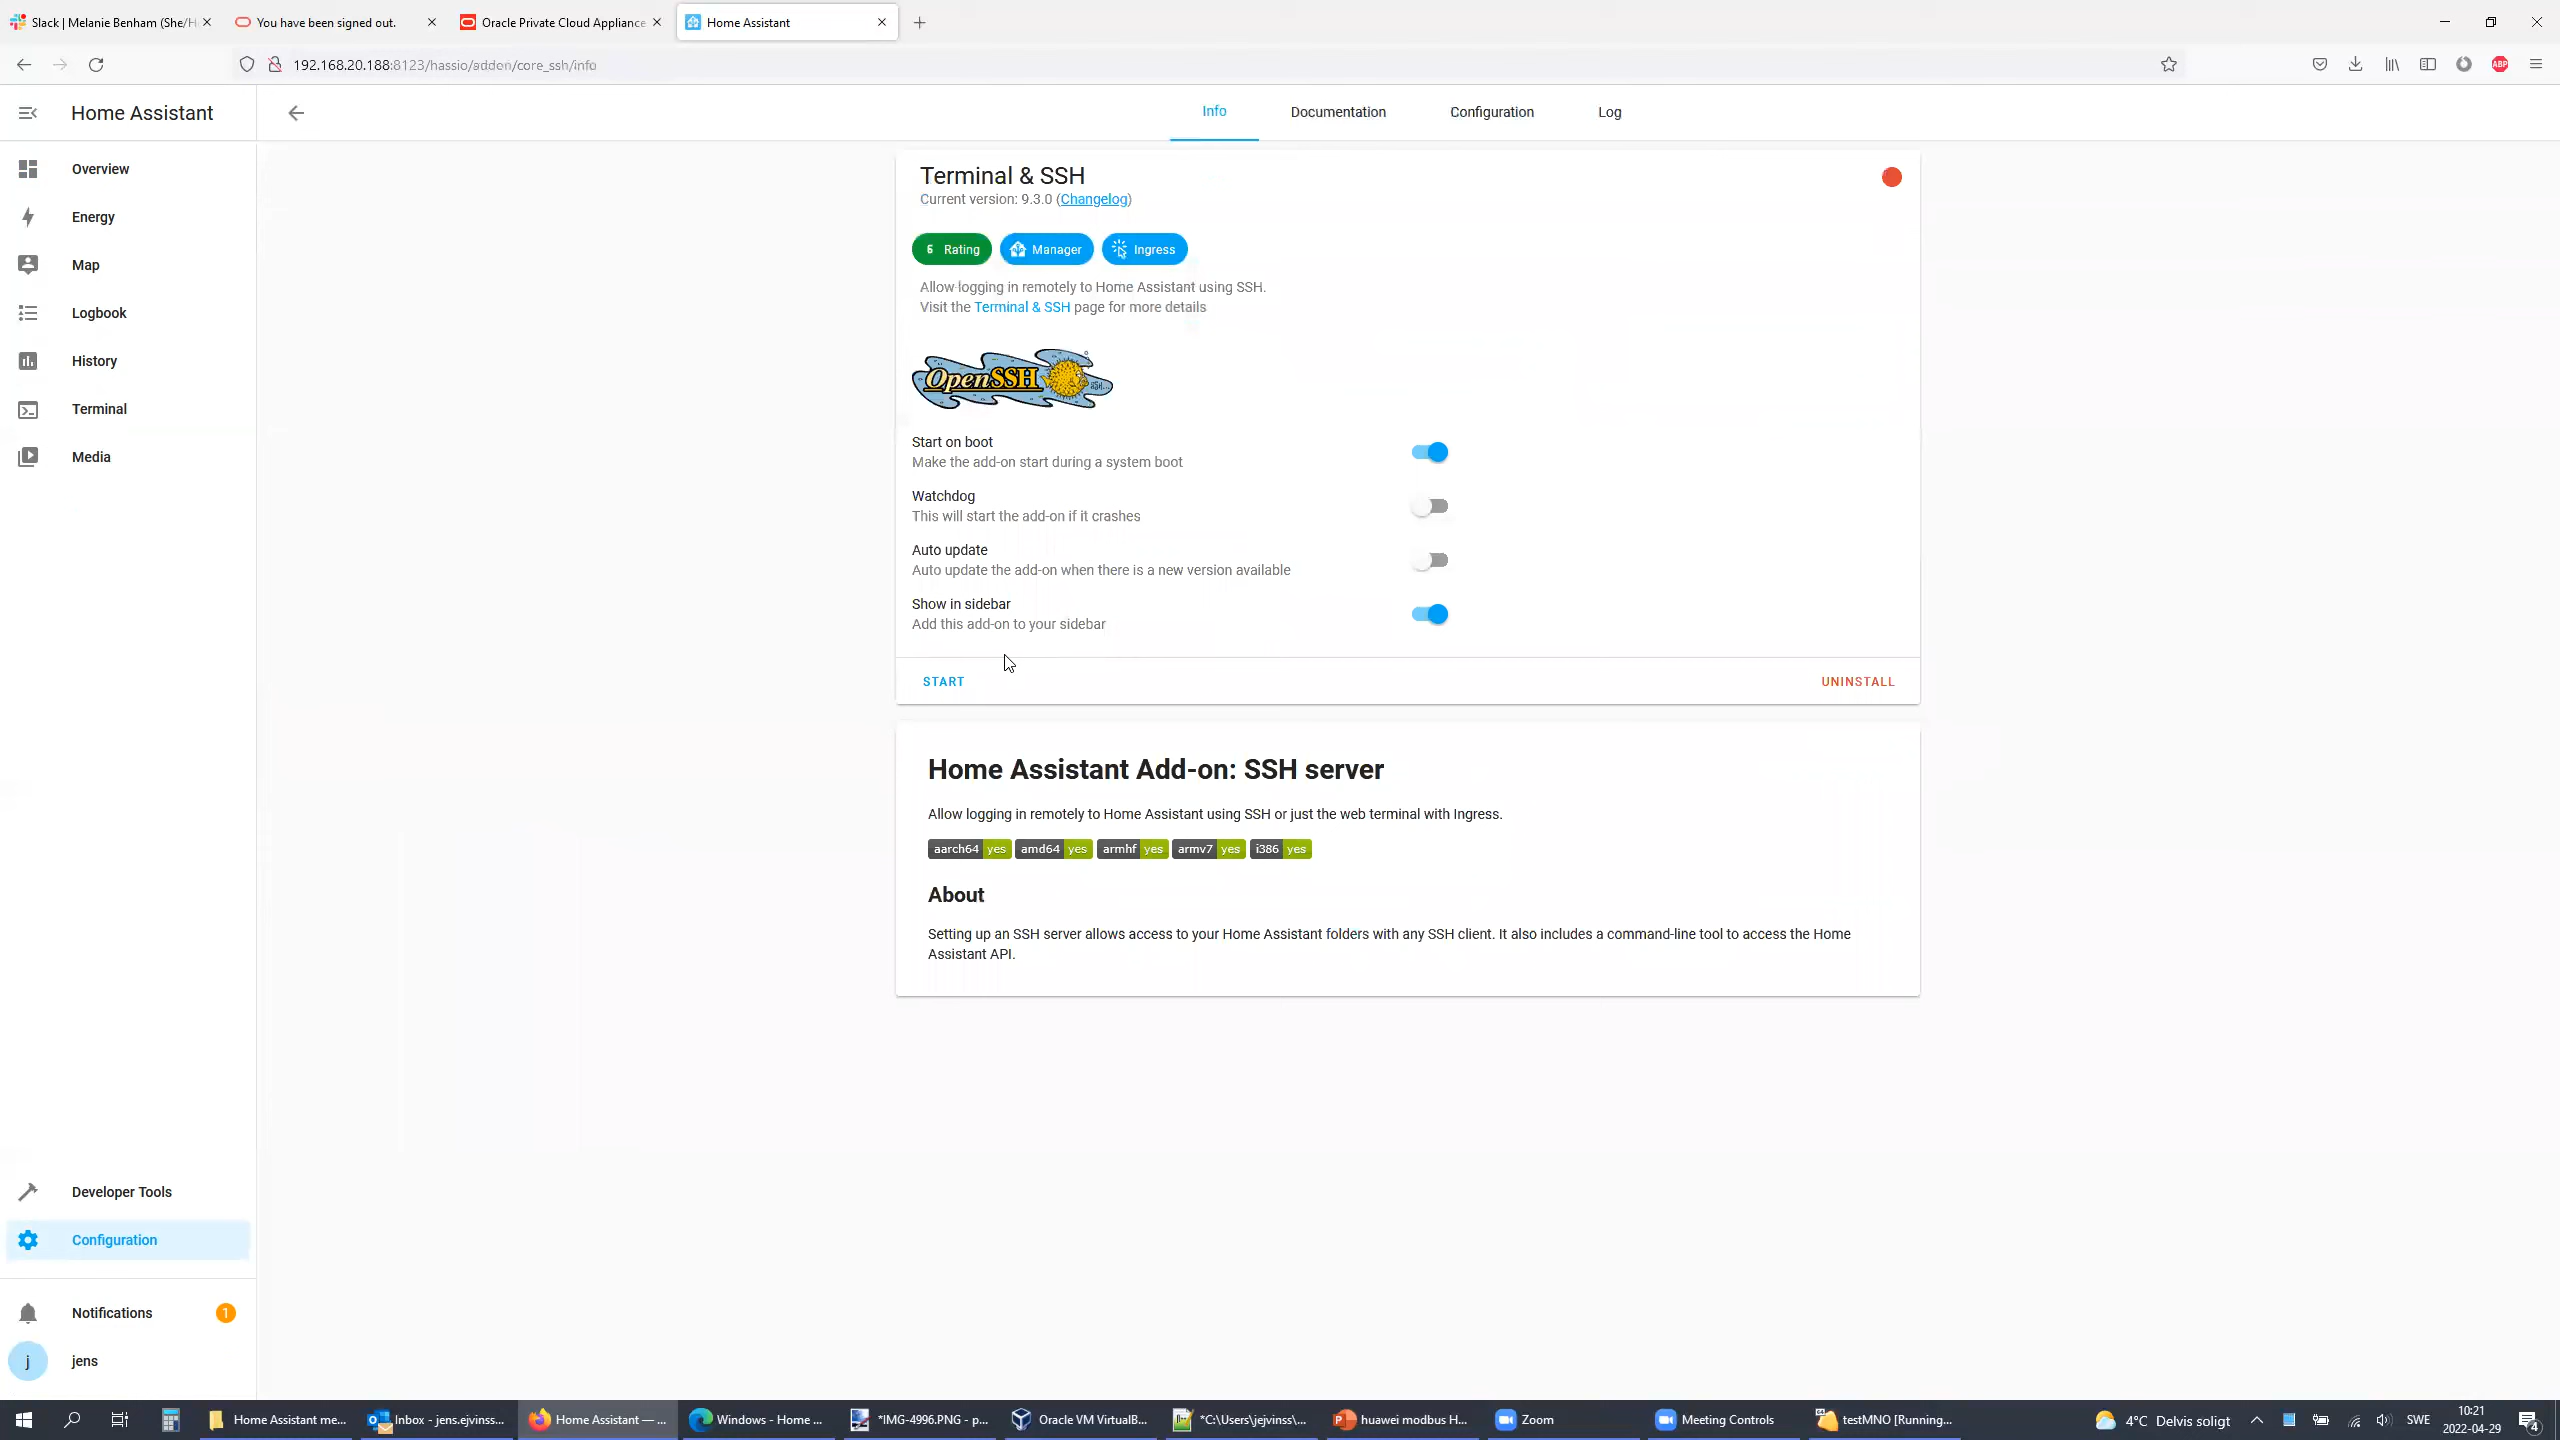 Slack | Melanie Benham (She/H
You have been signed out.
Oracle Private Cloud Appliance
Home Assistant
192.168.20.188:8123/hassio/addon/core_ssh/info
ABP
Home Assistant
Info
Documentation
Configuration
Log
Overview
Energy
Map
Logbook
History
Terminal
Media
Terminal & SSH
Current version: 9.3.0 (Changelog)
6 Rating
Manager
Ingress
Allow logging in remotely to Home Assistant using SSH.
Visit the Terminal & SSH page for more details
OpenSSH
Start on boot
Make the add-on start during a system boot
Watchdog
This will start the add-on if it crashes
Auto update
Auto update the add-on when there is a new version available
Show in sidebar
Add this add-on to your sidebar
START
UNINSTALL
Home Assistant Add-on: SSH server
Allow logging in remotely to Home Assistant using SSH or just the web terminal with Ingress.
aarch64 yes amd64 yes armhf yes armv7 yes i386 yes
About
Setting up an SSH server allows access to your Home Assistant folders with any SSH client. It also includes a command-line tool to access the Home
Assistant API.
Developer Tools
Configuration
Notifications 1
j jens
Home Assistant me...
Inbox - jens.ejvinss...
Home Assistant — ...
Windows - Home ...
*IMG-4996.PNG - p...
Oracle VM VirtualB...
*C:\Users\jejvinss\...
huawei modbus H...
Zoom
Meeting Controls
testMNO [Running...
4°C Delvis soligt
SWE
10:21
2022-04-29
4